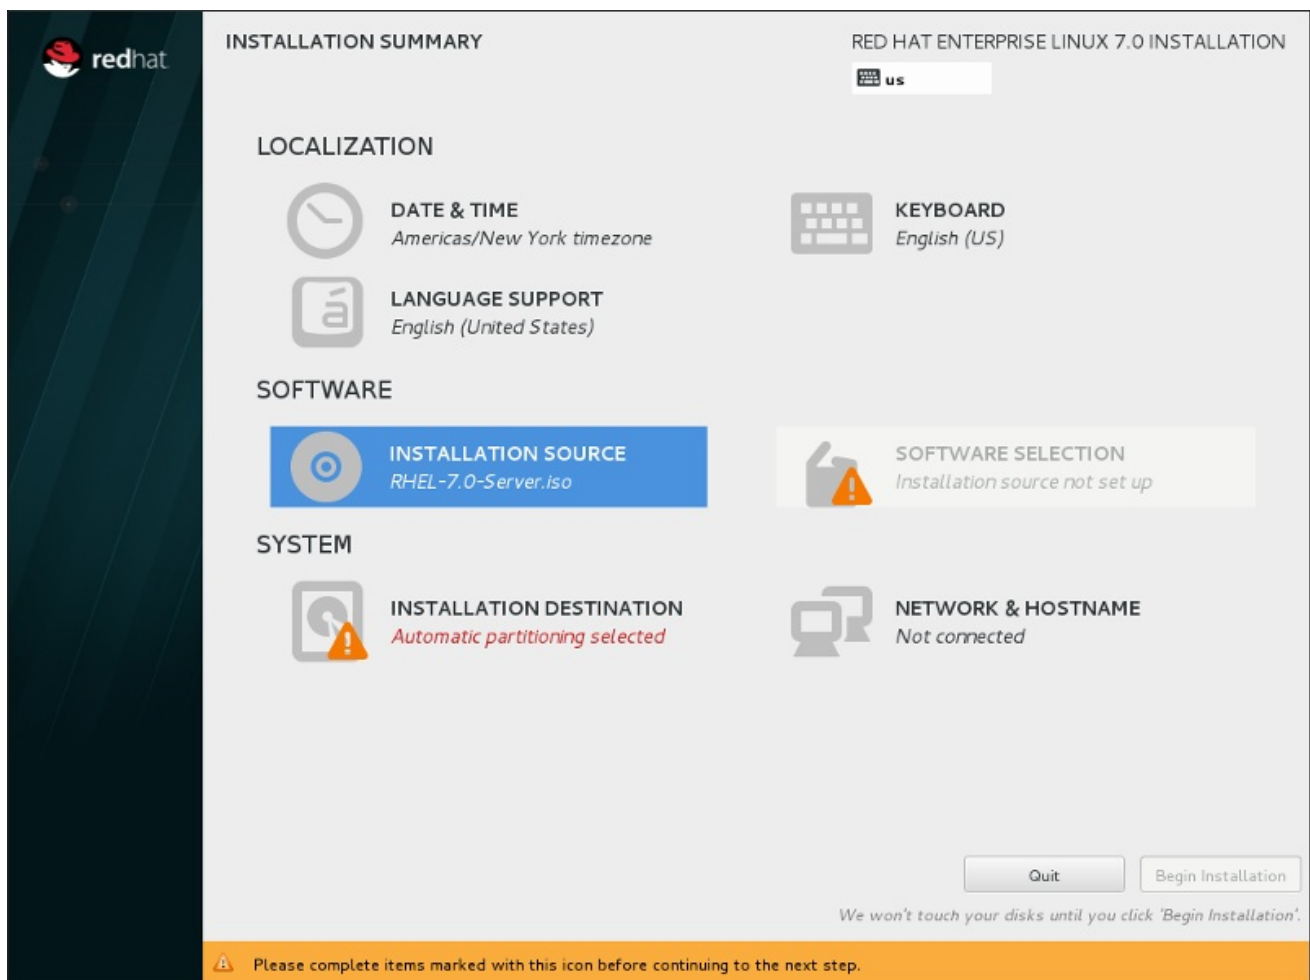 redhat.
INSTALLATION SUMMARY
RED HAT ENTERPRISE LINUX 7.0 INSTALLATION
us
LOCALIZATION
DATE & TIME
Americas/New York timezone
KEYBOARD
English (US)
á
LANGUAGE SUPPORT
English (United States)
SOFTWARE
INSTALLATION SOURCE
RHEL-7.0-Server.iso
SOFTWARE SELECTION
Installation source not set up
SYSTEM
INSTALLATION DESTINATION
Automatic partitioning selected
NETWORK & HOSTNAME
Not connected
Quit
Begin Installation
We won't touch your disks until you click 'Begin Installation'.
Please complete items marked with this icon before continuing to the next step.